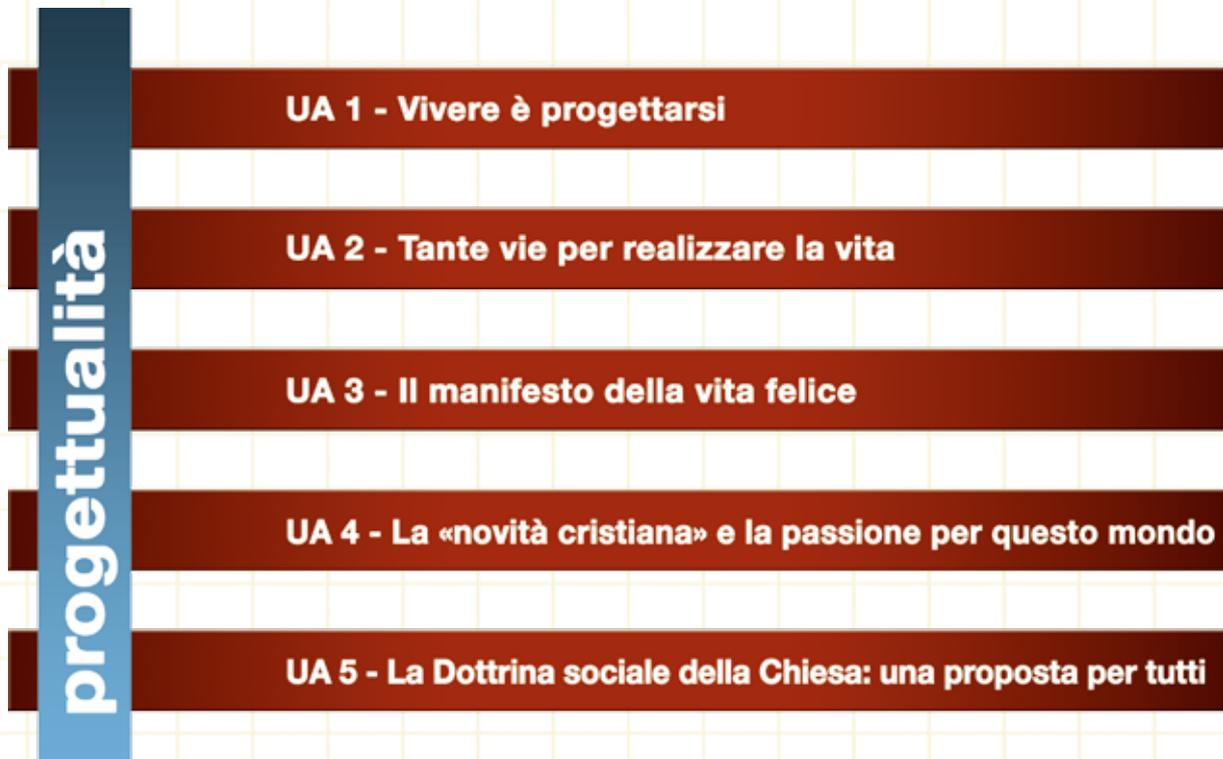 progettualità
UA 1 - Vivere è progettarsi
UA 2 - Tante vie per realizzare la vita
UA 3 - Il manifesto della vita felice
UA 4 - La «novità cristiana» e la passione per questo mondo
UA 5 - La Dottrina sociale della Chiesa: una proposta per tutti